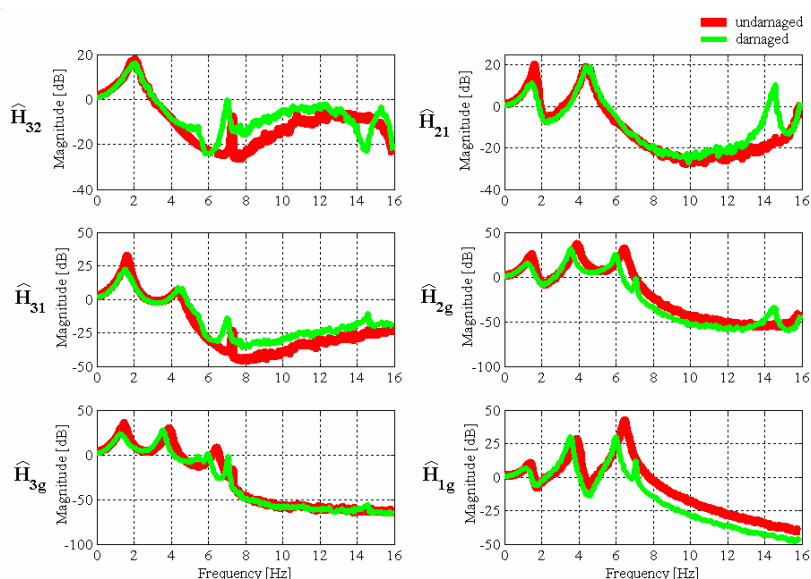 undamaged
damaged
Ĥ32
Magnitude [dB]
20
0
-20
-40
0 2 4 6 8 10 12 14 16
Ĥ21
Magnitude [dB]
20
0
-20
-40
0 2 4 6 8 10 12 14 16
Ĥ31
Magnitude [dB]
50
25
0
-25
-50
0 2 4 6 8 10 12 14 16
Ĥ2g
Magnitude [dB]
50
0
-50
-100
0 2 4 6 8 10 12 14 16
Ĥ3g
Magnitude [dB]
50
0
-50
-100
0 2 4 6 8 10 12 14 16
Frequency [Hz]
Ĥ1g
Magnitude [dB]
50
25
0
-25
-50
0 2 4 6 8 10 12 14 16
Frequency [Hz]